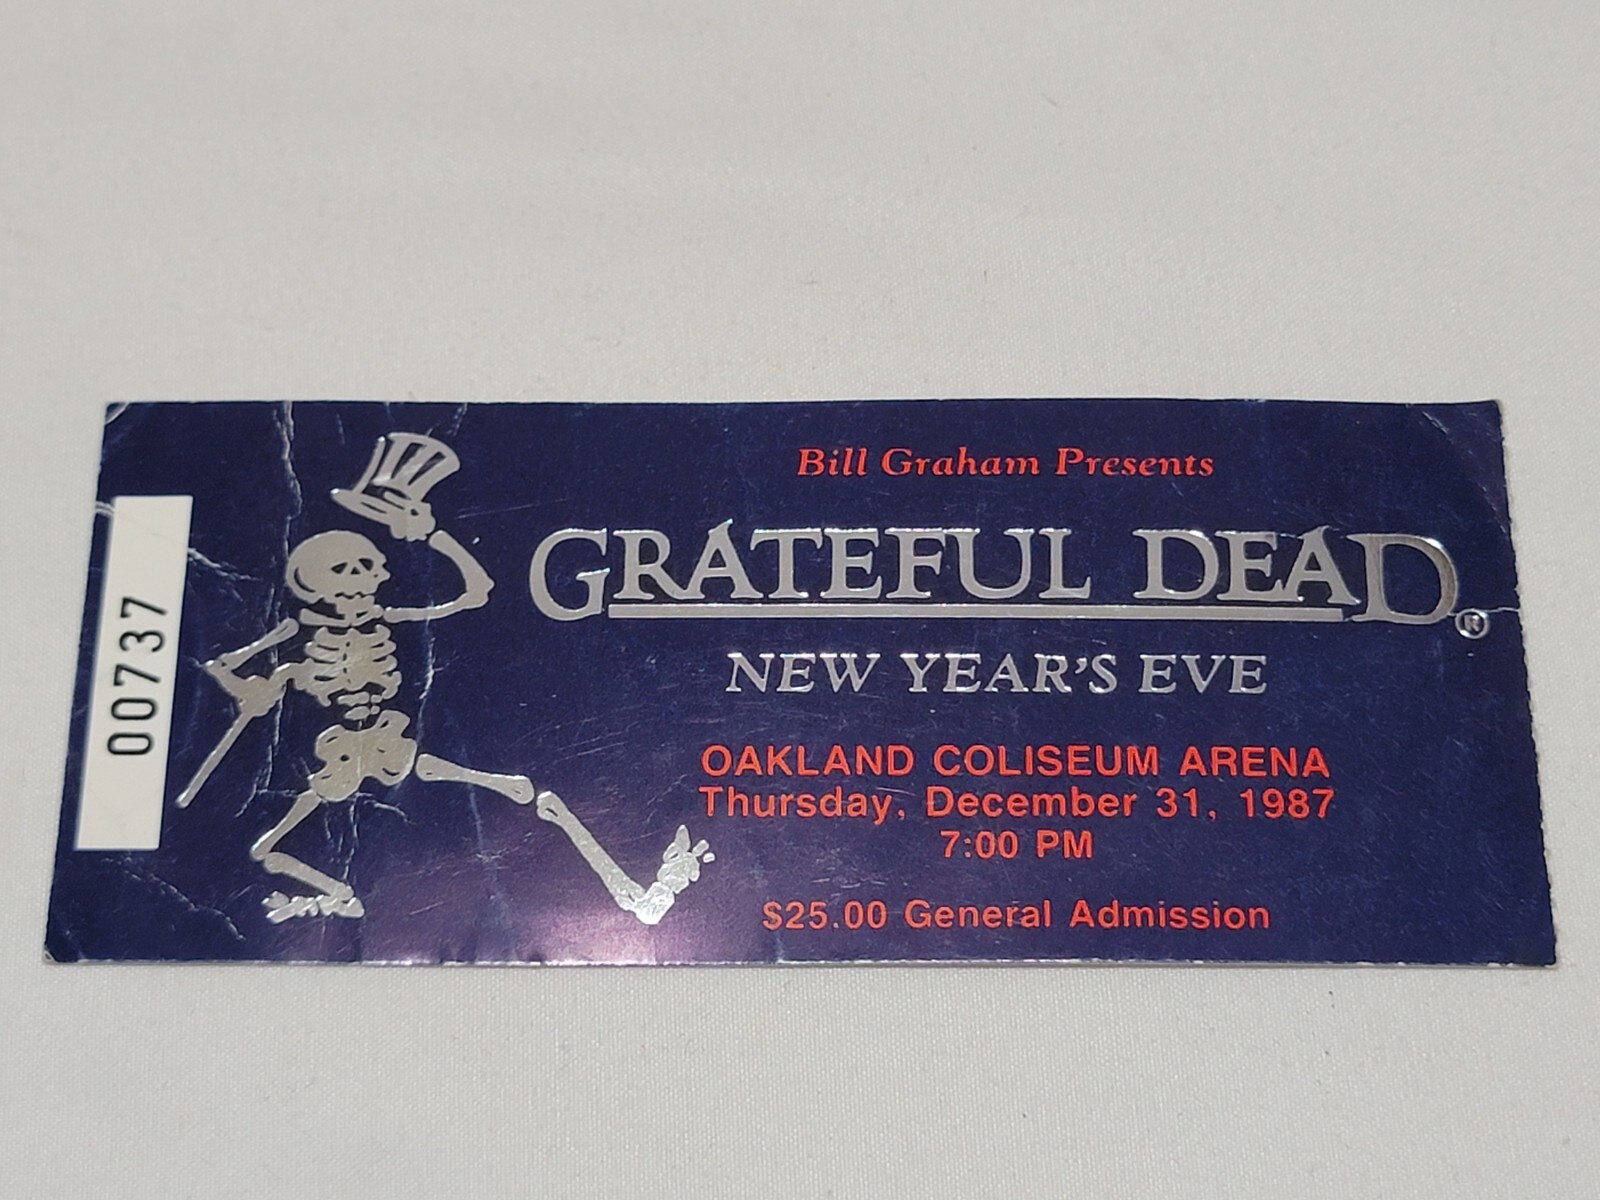 00737
Bill Graham Presents
GRATEFUL DEAD®
NEW YEAR'S EVE
OAKLAND COLISEUM ARENA
Thursday, December 31, 1987
7:00 PM
$25.00 General Admission